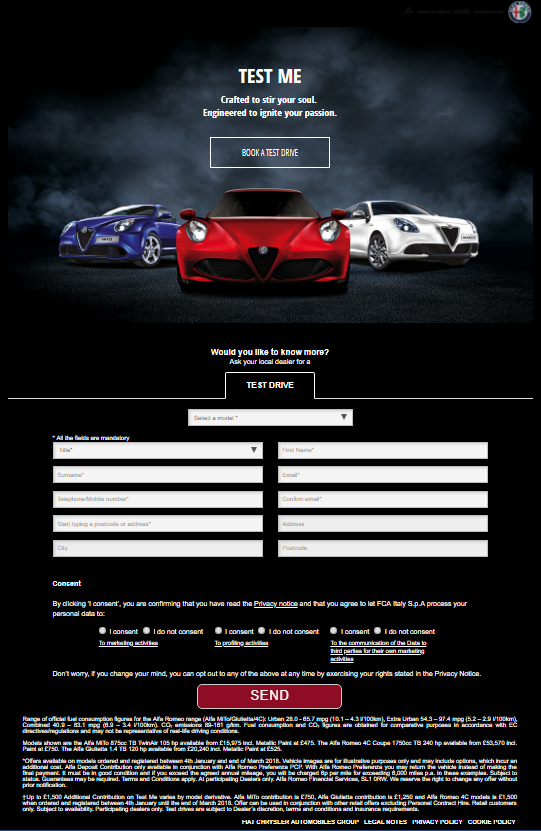 TEST ME
Crafted to stir your soul.
Engineered to ignite your passion.
BOOK A TEST DRIVE
Would you like to know more?
Ask your local dealer for a
TEST DRIVE
Select a model *
* All the fields are mandatory
Title* First Name*
Surname* Email*
Telephone/Mobile number* Confirm email*
Start typing a postcode or address* Address
City Postcode
Consent
By clicking 'I consent', you are confirming that you have read the Privacy notice and that you agree to let FCA Italy S.p.A process your
personal data to:
I consent I do not consent I consent I do not consent I consent I do not consent
To marketing activities To profiling activities To the communication of the Data to
third parties for their own marketing
activities
Don't worry, if you change your mind, you can opt to any of the above at any time by exercising your rights stated in the Privacy Notice.
SEND
Range of official fuel consumption figures for the Alfa Romeo range (Alfa MiTo/Giulietta/4C): Urban 28.0 - 65.7 mpg (10.1 – 4.3 l/100km), Extra Urban 54.3 – 97.4 mpg (5.2 – 2.9 l/100km),
Combined 40.9 – 83.1 mpg (6.9 – 3.4 l/100km). CO₂ emissions 89-161 g/km. Fuel consumption and CO₂ figures are obtained for comparative purposes in accordance with EC
directives/regulations and may not be representative of real-life driving conditions.
Models shown are the Alfa MiTo 875cc TB TwinAir 105 hp available from £15,975 incl. Metallic Paint at £475. The Alfa Romeo 4C Coupe 1750cc TB 240 hp available from £53,570 incl.
Paint at £750. The Alfa Giulietta 1.4 TB 120 hp available from £20,240 incl. Metallic Paint at £525.
*Offers available on models ordered and registered between 4th January and end of March 2018. Vehicle images are for illustrative purposes only and may include options, which incur an
additional cost. Alfa Deposit Contribution only available in conjunction with Alfa Romeo Preferenza PCP. With Alfa Romeo Preferenza you may return the vehicle instead of making the
final payment. It must be in good condition and if you exceed the agreed annual mileage, you will be charged 6p per mile for exceeding 6,000 miles p.a. in these examples. Subject to
status. Guarantees may be required. Terms and Conditions apply. At participating Dealers only. Alfa Romeo Financial Services, SL1 0RW. We reserve the right to change any offer without
prior notification.
†Up to £1,500 Additional Contribution on Test Me varies by model derivative. Alfa MiTo contribution is £750, Alfa Giulietta contribution is £1,250 and Alfa Romeo 4C models is £1,500
when ordered and registered between 4th January until end of March 2018. Offer can be used in conjunction with other retail offers excluding Personal Contract Hire. Retail customers
only. Subject to availability. Participating dealers only. Test drives are subject to Dealer's discretion, terms and conditions and insurance requirements.
FIAT CHRYSLER AUTOMOBILES GROUP LEGAL NOTES PRIVACY POLICY COOKIE POLICY